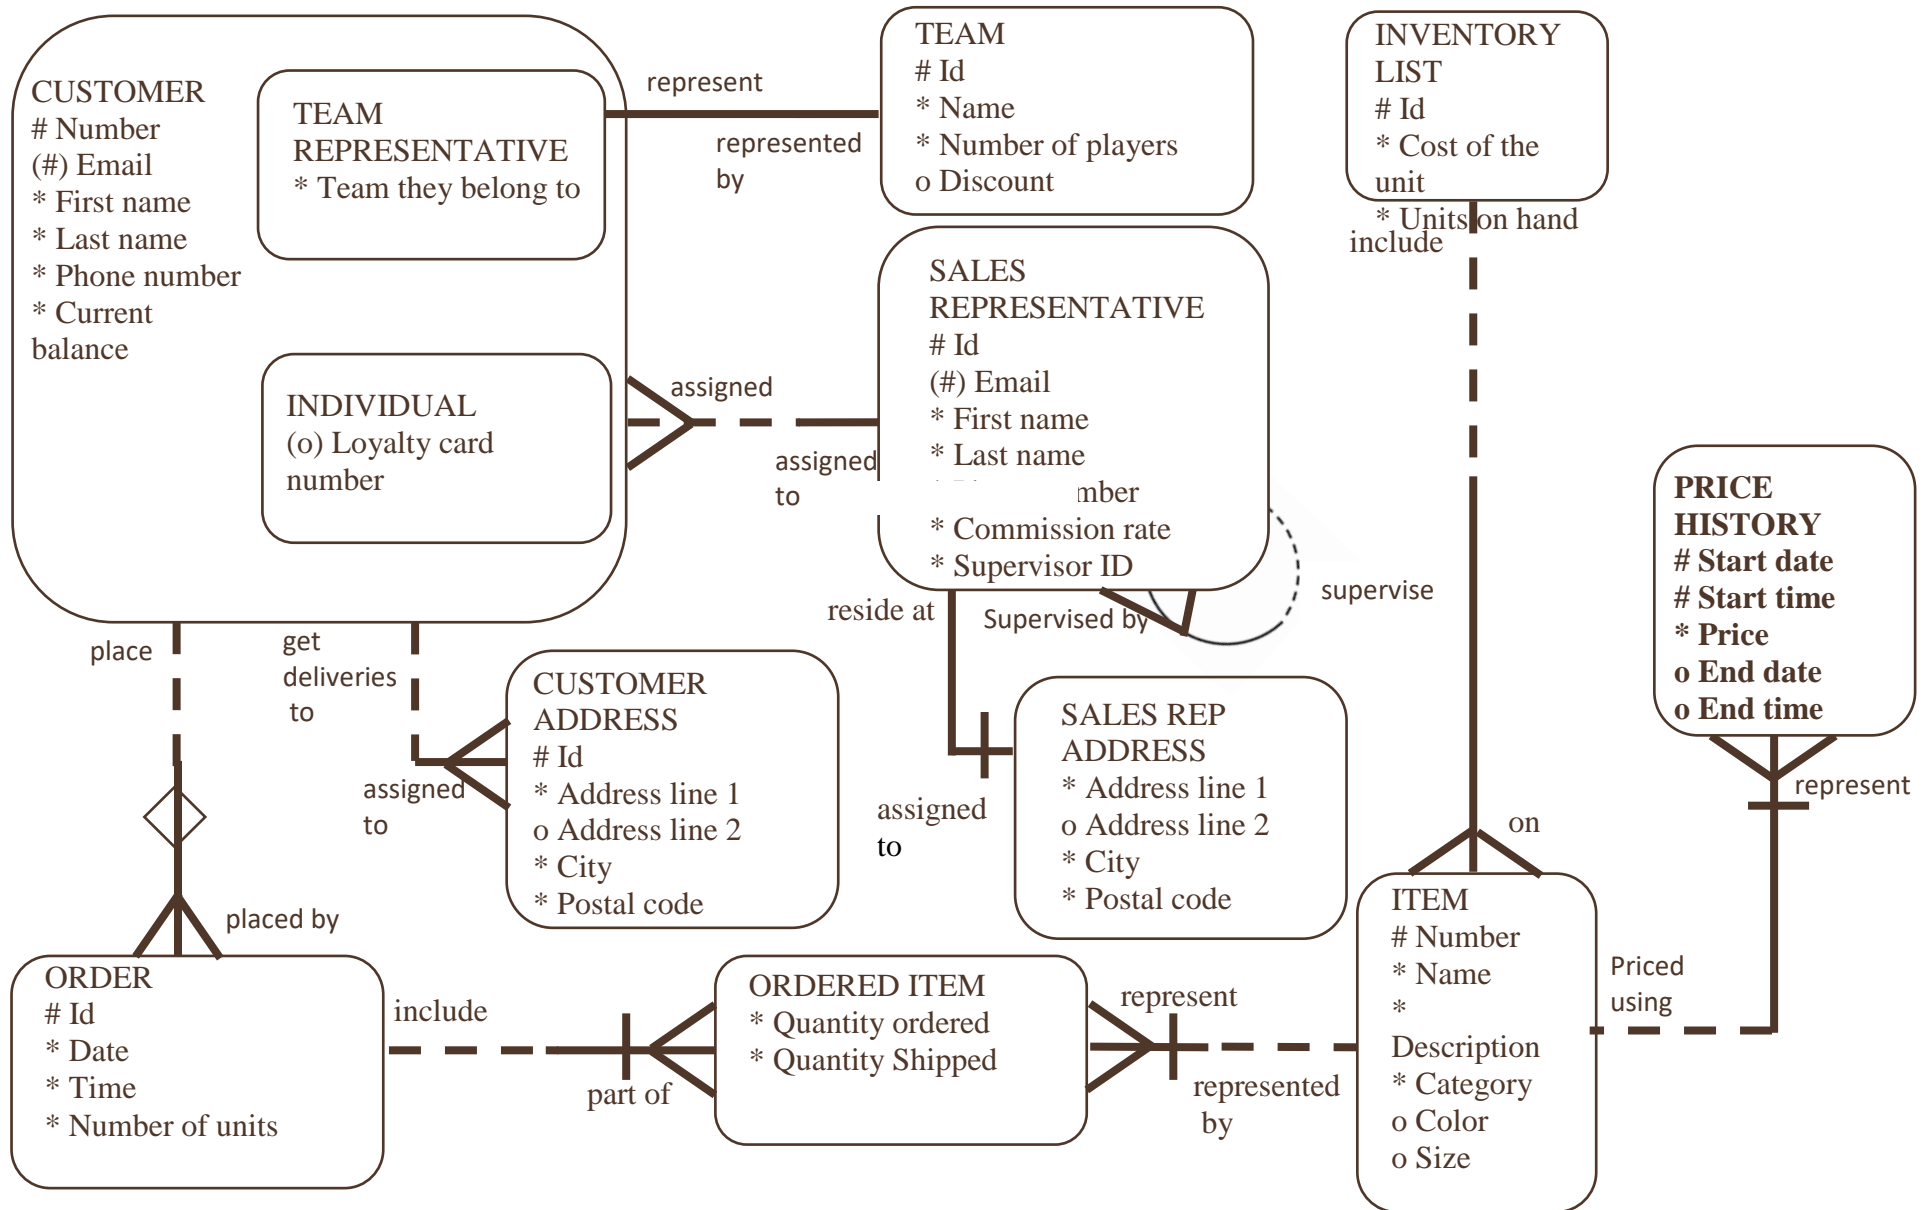 CUSTOMER
# Number
(#) Email
* First name
* Last name
* Phone number
* Current
balance
TEAM
REPRESENTATIVE
* Team they belong to
INDIVIDUAL
(o) Loyalty card
number
represent
represented
by
TEAM
# Id
* Name
* Number of players
o Discount
INVENTORY
LIST
# Id
* Cost of the
unit
* Units on hand
include
assigned
assigned
to
SALES
REPRESENTATIVE
# Id
(#) Email
* First name
* Last name
* Commission rate
* Supervisor ID
supervise
Supervised by
reside at
PRICE
HISTORY
# Start date
# Start time
* Price
o End date
o End time
represent
place
get
deliveries
to
assigned
to
CUSTOMER
ADDRESS
# Id
* Address line 1
o Address line 2
* City
* Postal code
assigned
to
SALES REP
ADDRESS
* Address line 1
o Address line 2
* City
* Postal code
on
placed by
ORDER
# Id
* Date
* Time
* Number of units
include
part of
ORDERED ITEM
* Quantity ordered
* Quantity Shipped
represent
represented
by
ITEM
# Number
* Name
*
Description
* Category
o Color
o Size
Priced
using